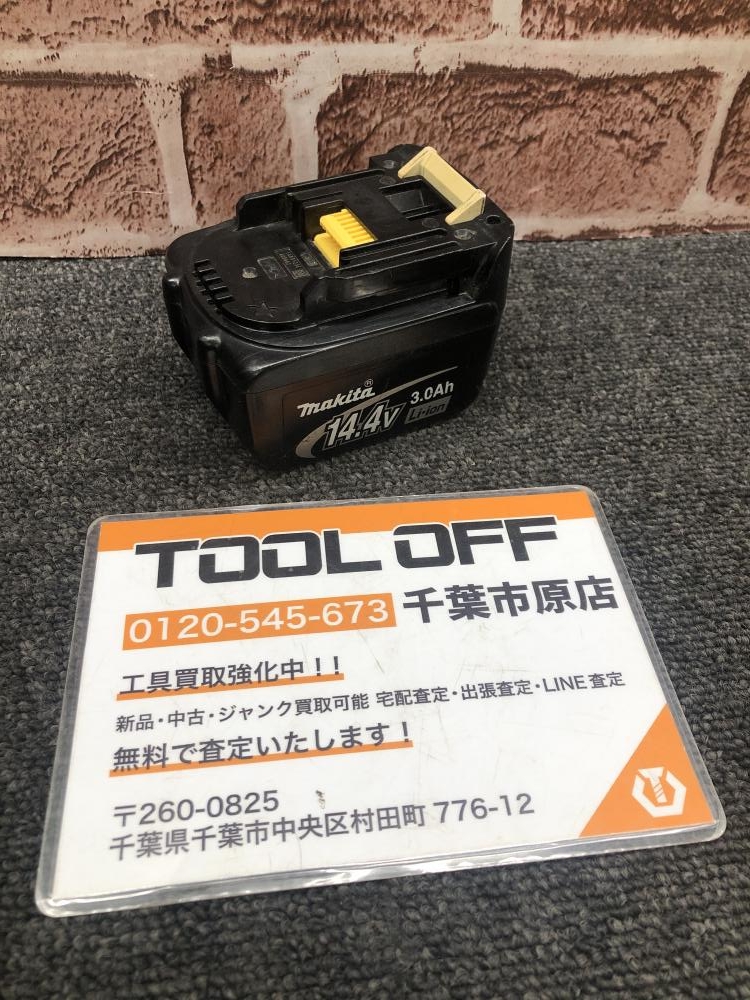 makita®
14.4V
3.0Ah
Li-ion
TOOL OFF
0120-545-673
千葉市原店
工具買取強化中!!
新品・中古・ジャンク買取可能 宅配査定・出張査定・LINE査定
無料で査定いたします!
〒260-0825
千葉県千葉市中央区村田町 776-12